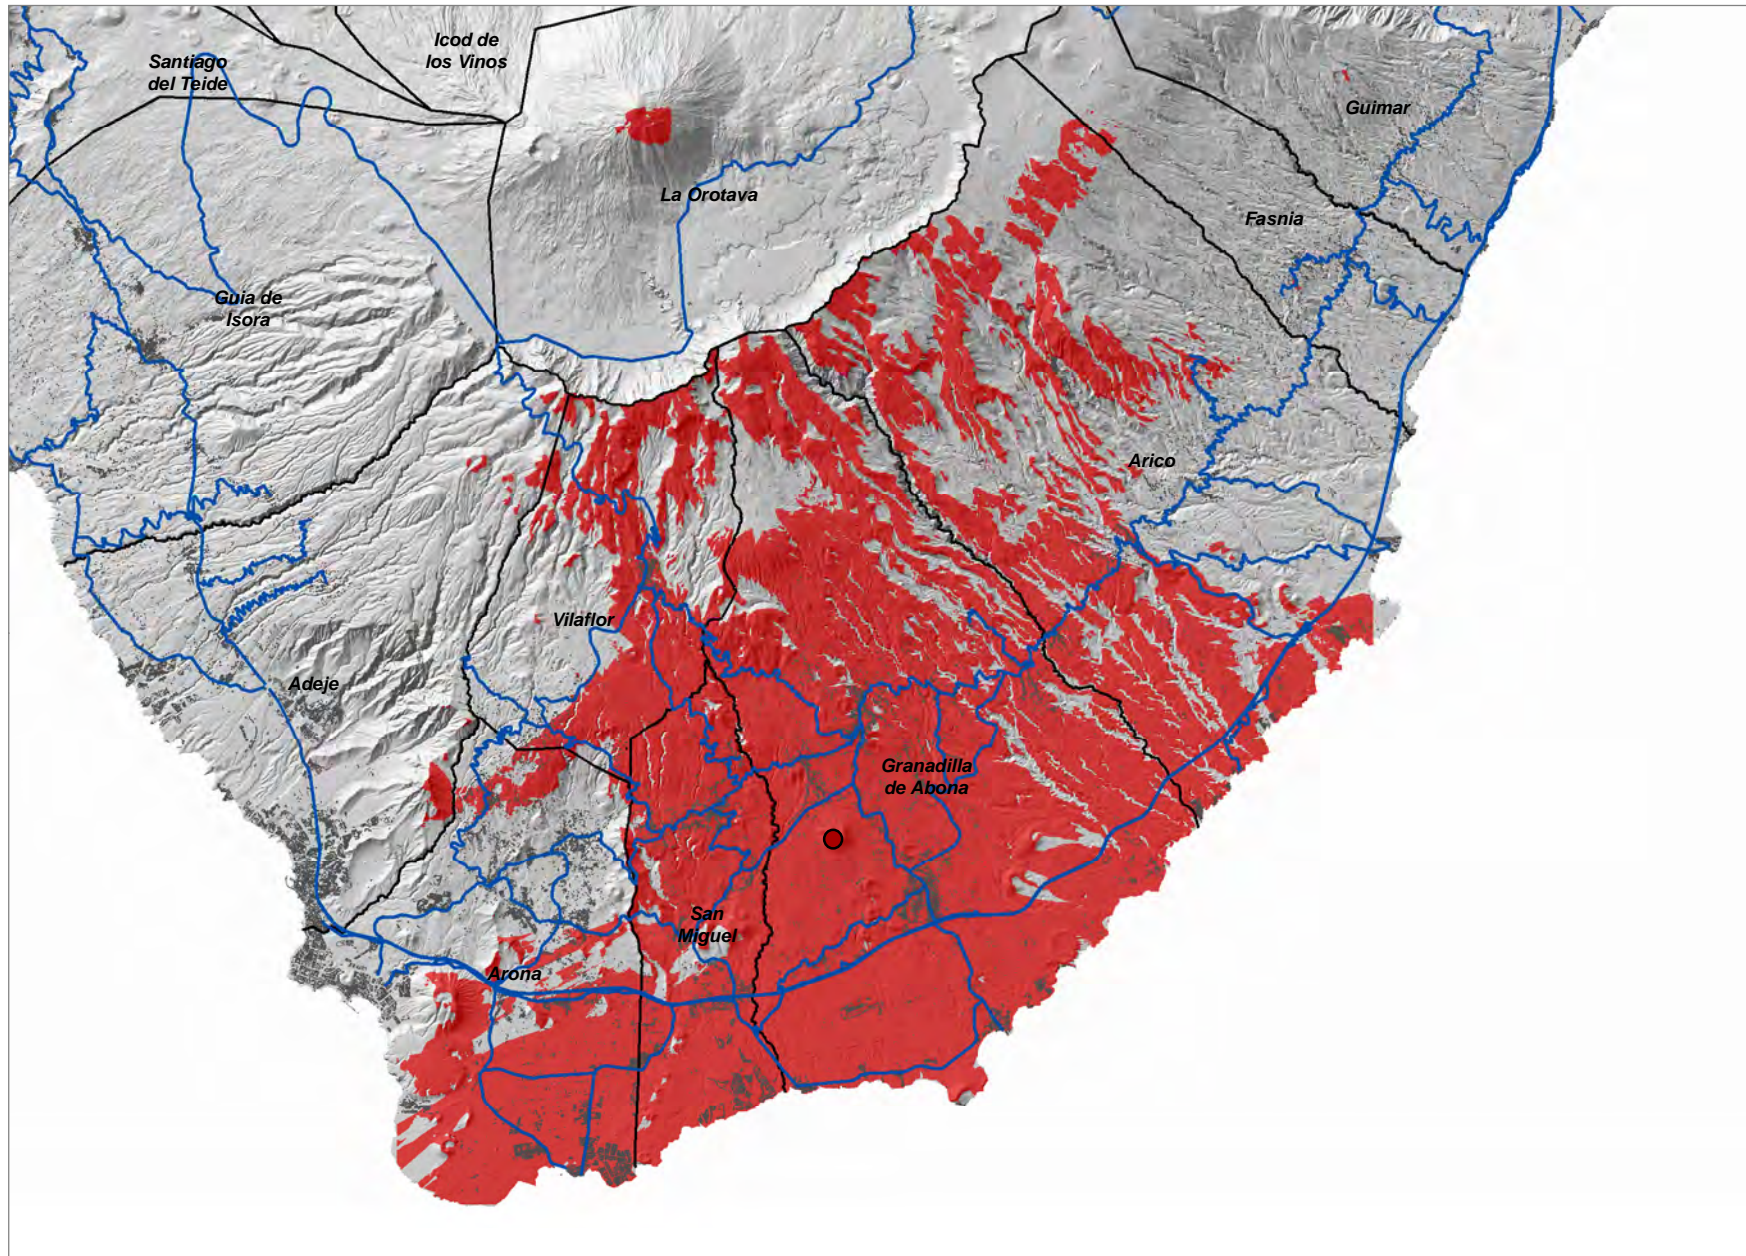 Icod de
los Vinos
Santiago
del Teide
Guimar
La Orotava
Fasnia
Guia de
Isora
Arico
Vilaflor
Adeje
Granadilla
de Abona
San
Miguel
Arona